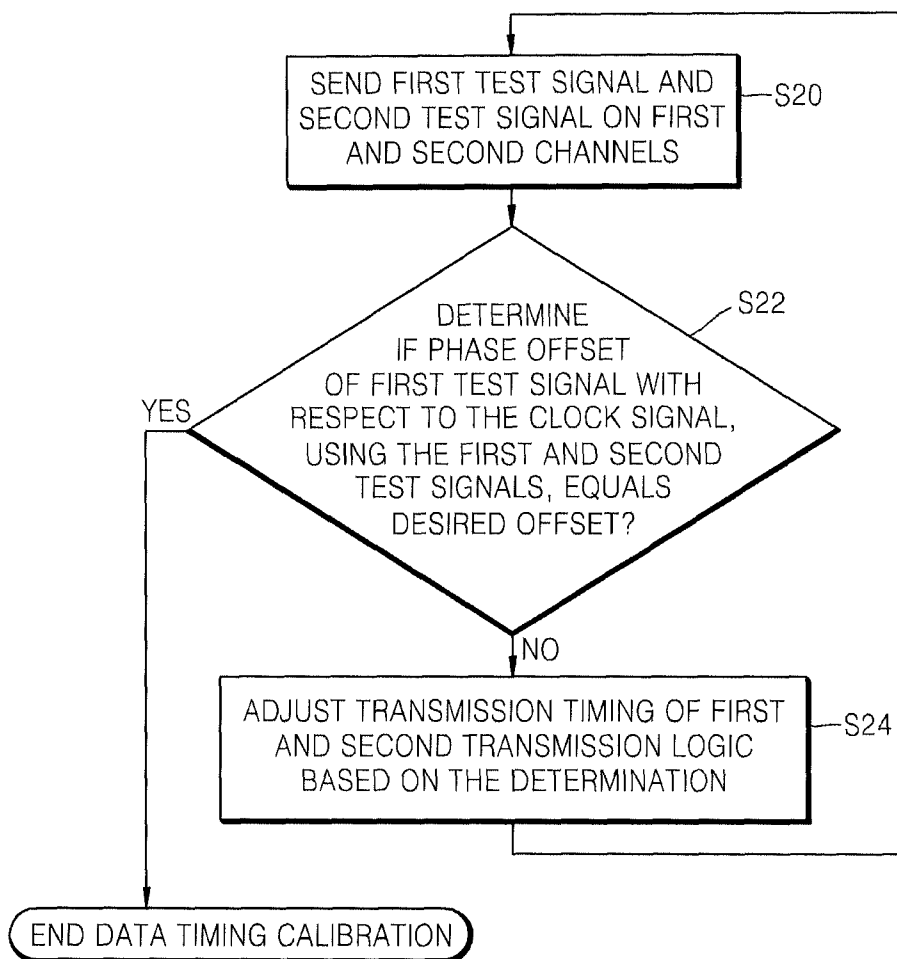 SEND FIRST TEST SIGNAL AND
SECOND TEST SIGNAL ON FIRST
AND SECOND CHANNELS
S20
DETERMINE
IF PHASE OFFSET
OF FIRST TEST SIGNAL WITH
RESPECT TO THE CLOCK SIGNAL,
USING THE FIRST AND SECOND
TEST SIGNALS, EQUALS
DESIRED OFFSET?
S22
YES
NO
ADJUST TRANSMISSION TIMING OF FIRST
AND SECOND TRANSMISSION LOGIC
BASED ON THE DETERMINATION
S24
END DATA TIMING CALIBRATION